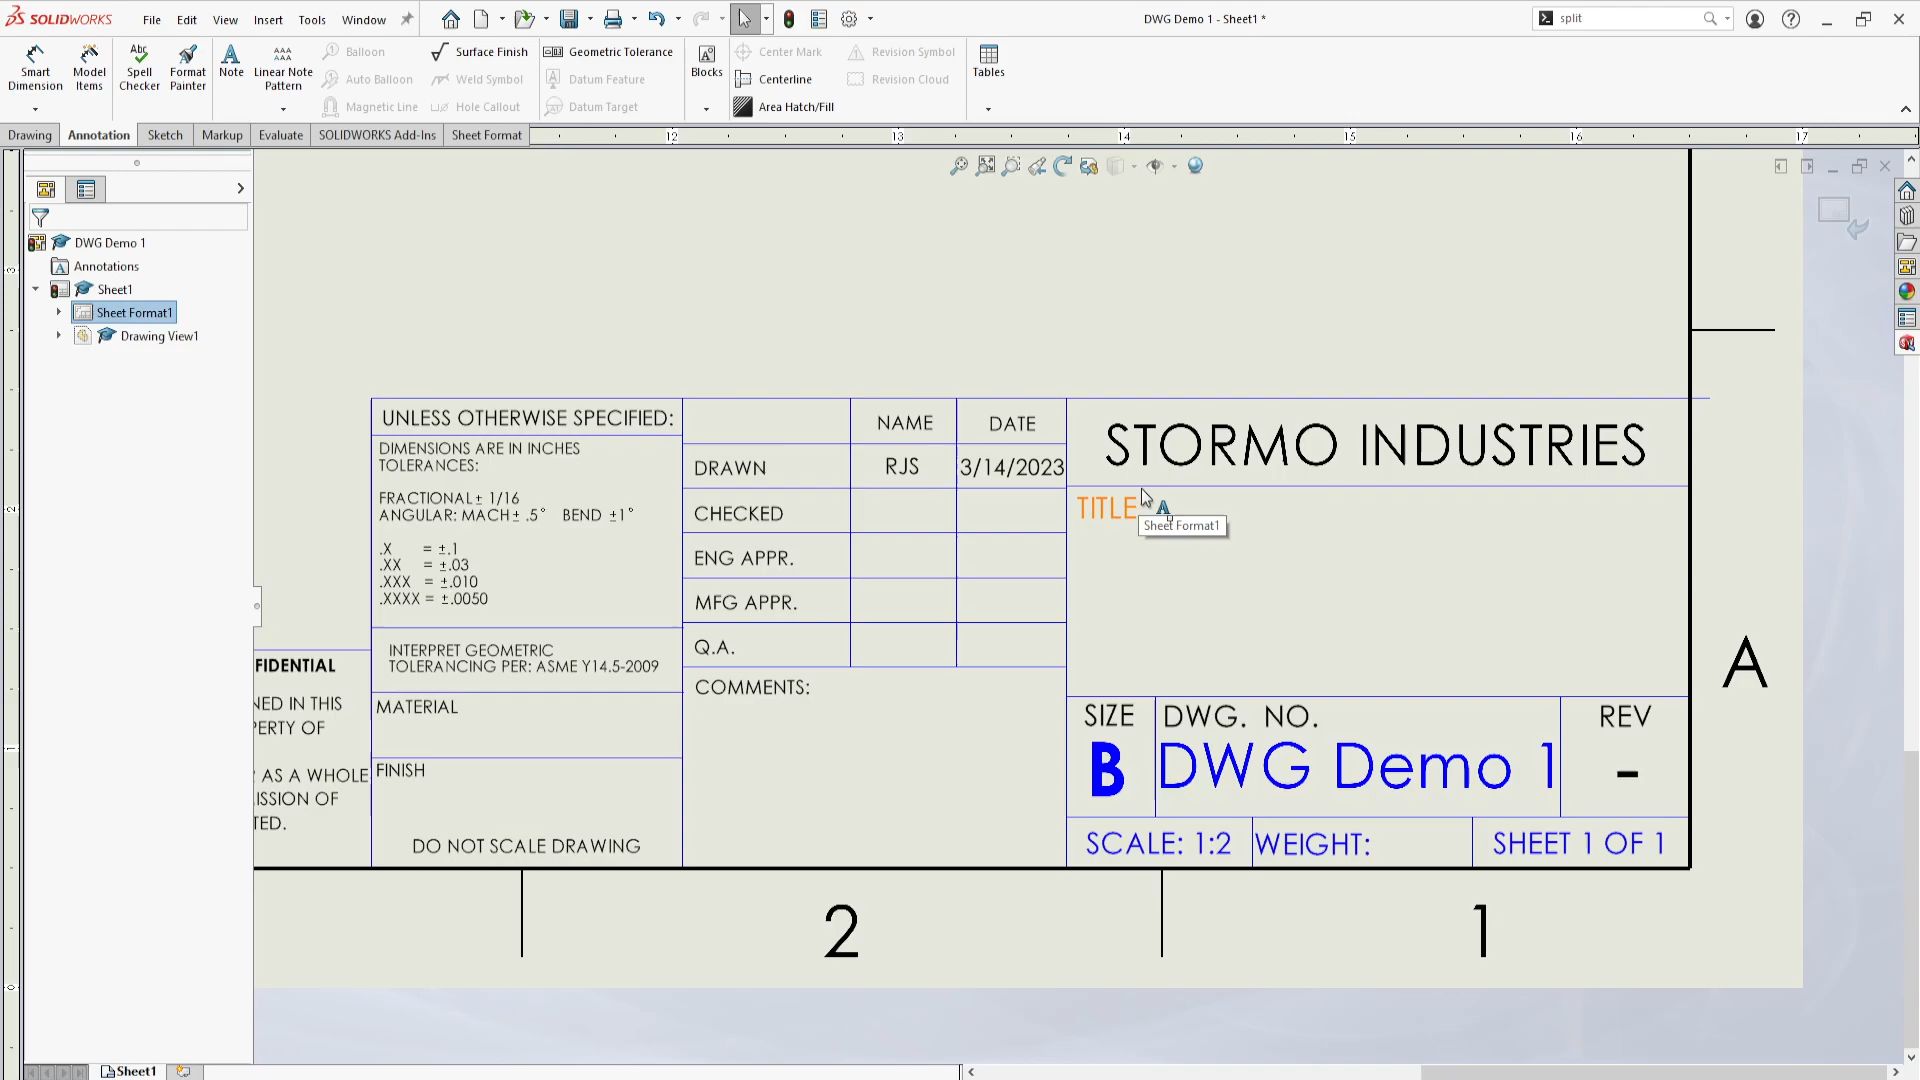 SOLIDWORKS File Edit View Insert Tools Window
DWG Demo 1 - Sheet1 *
split
Smart Dimension
Model Items
Spell Checker
Format Painter
Note
Linear Note Pattern
Balloon
Auto Balloon
Magnetic Line
Surface Finish
Weld Symbol
Hole Callout
Geometric Tolerance
Datum Feature
Datum Target
Blocks
Center Mark
Centerline
Area Hatch/Fill
Revision Symbol
Revision Cloud
Tables
Drawing Annotation Sketch Markup Evaluate SOLIDWORKS Add-Ins Sheet Format
12 13 14 15 16 17
3
2
1
0
DWG Demo 1
Annotations
Sheet1
Sheet Format1
Drawing View1
UNLESS OTHERWISE SPECIFIED:
DIMENSIONS ARE IN INCHES
TOLERANCES:
FRACTIONAL ± 1/16
ANGULAR: MACH ± .5° BEND ±1°
.X = ±.1
.XX = ±.03
.XXX = ±.010
.XXXX = ±.0050
INTERPRET GEOMETRIC
TOLERANCING PER: ASME Y14.5-2009
MATERIAL
FINISH
DO NOT SCALE DRAWING
FIDENTIAL
NED IN THIS
PERTY OF
AS A WHOLE
ISSION OF
TED.
NAME DATE
DRAWN RJS 3/14/2023
CHECKED
ENG APPR.
MFG APPR.
Q.A.
COMMENTS:
STORMO INDUSTRIES
TITLE
Sheet Format1
SIZE DWG. NO. REV
B DWG Demo 1 -
SCALE: 1:2 WEIGHT: SHEET 1 OF 1
A
2 1
Sheet1